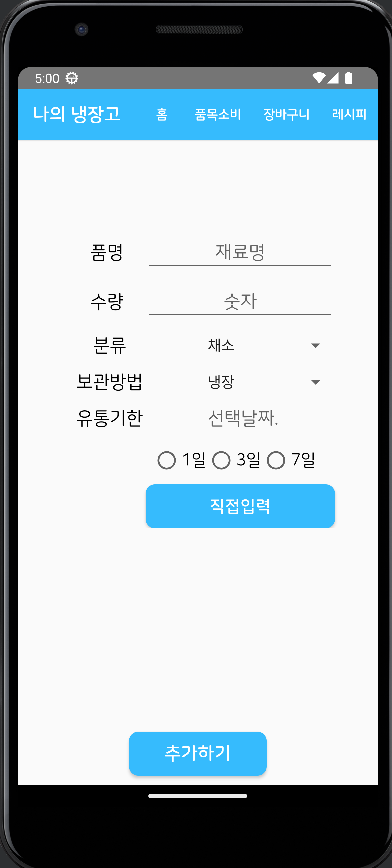 5:00
나의 냉장고 홈 품목소비 장바구니 레시피
품명 재료명
수량 숫자
분류 채소
보관방법 냉장
유통기한 선택날짜.
1일 3일 7일
직접입력
추가하기